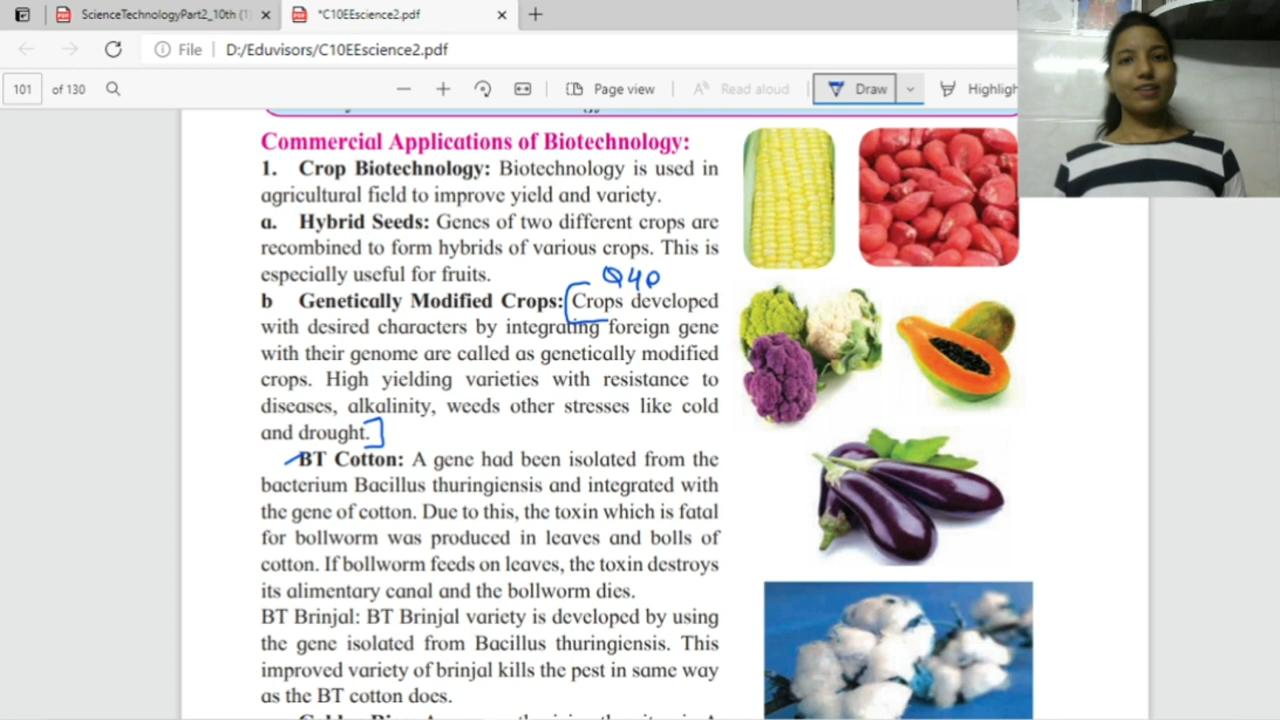 ScienceTechnologyPart2_10th (1)
*C10EEscience2.pdf
File D:/Eduvisors/C10EEscience2.pdf
101 of 130 Page view Read aloud Draw Highligh
Commercial Applications of Biotechnology:
1. Crop Biotechnology: Biotechnology is used in
agricultural field to improve yield and variety.
a. Hybrid Seeds: Genes of two different crops are
recombined to form hybrids of various crops. This is
especially useful for fruits.
b Genetically Modified Crops: Crops developed
with desired characters by integrating foreign gene
with their genome are called as genetically modified
crops. High yielding varieties with resistance to
diseases, alkalinity, weeds other stresses like cold
and drought.
BT Cotton: A gene had been isolated from the
bacterium Bacillus thuringiensis and integrated with
the gene of cotton. Due to this, the toxin which is fatal
for bollworm was produced in leaves and bolls of
cotton. If bollworm feeds on leaves, the toxin destroys
its alimentary canal and the bollworm dies.
BT Brinjal: BT Brinjal variety is developed by using
the gene isolated from Bacillus thuringiensis. This
improved variety of brinjal kills the pest in same way
as the BT cotton does.